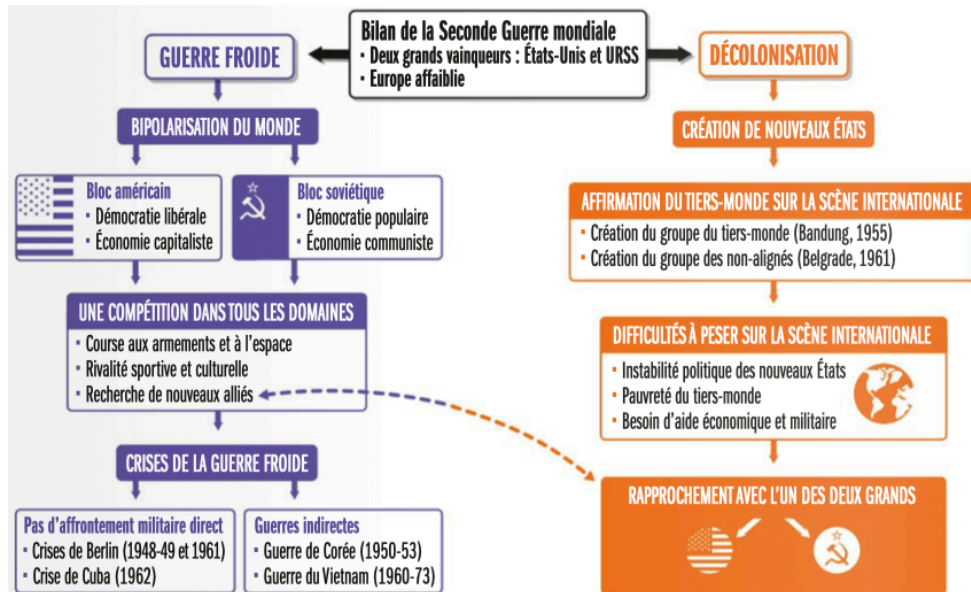 Bilan de la Seconde Guerre mondiale
• Deux grands vainqueurs : États-Unis et URSS
• Europe affaiblie
GUERRE FROIDE
BIPOLARISATION DU MONDE
Bloc américain
• Démocratie libérale
• Économie capitaliste
Bloc soviétique
• Démocratie populaire
• Économie communiste
UNE COMPÉTITION DANS TOUS LES DOMAINES
• Course aux armements et à l'espace
• Rivalité sportive et culturelle
• Recherche de nouveaux alliés
CRISES DE LA GUERRE FROIDE
Pas d'affrontement militaire direct
• Crises de Berlin (1948-49 et 1961)
• Crise de Cuba (1962)
Guerres indirectes
• Guerre de Corée (1950-53)
• Guerre du Vietnam (1960-73)
DÉCOLONISATION
CRÉATION DE NOUVEAUX ÉTATS
AFFIRMATION DU TIERS-MONDE SUR LA SCÈNE INTERNATIONALE
• Création du groupe du tiers-monde (Bandung, 1955)
• Création du groupe des non-alignés (Belgrade, 1961)
DIFFICULTÉS À PESER SUR LA SCÈNE INTERNATIONALE
• Instabilité politique des nouveaux États
• Pauvreté du tiers-monde
• Besoin d'aide économique et militaire
RAPPROCHEMENT AVEC L'UN DES DEUX GRANDS